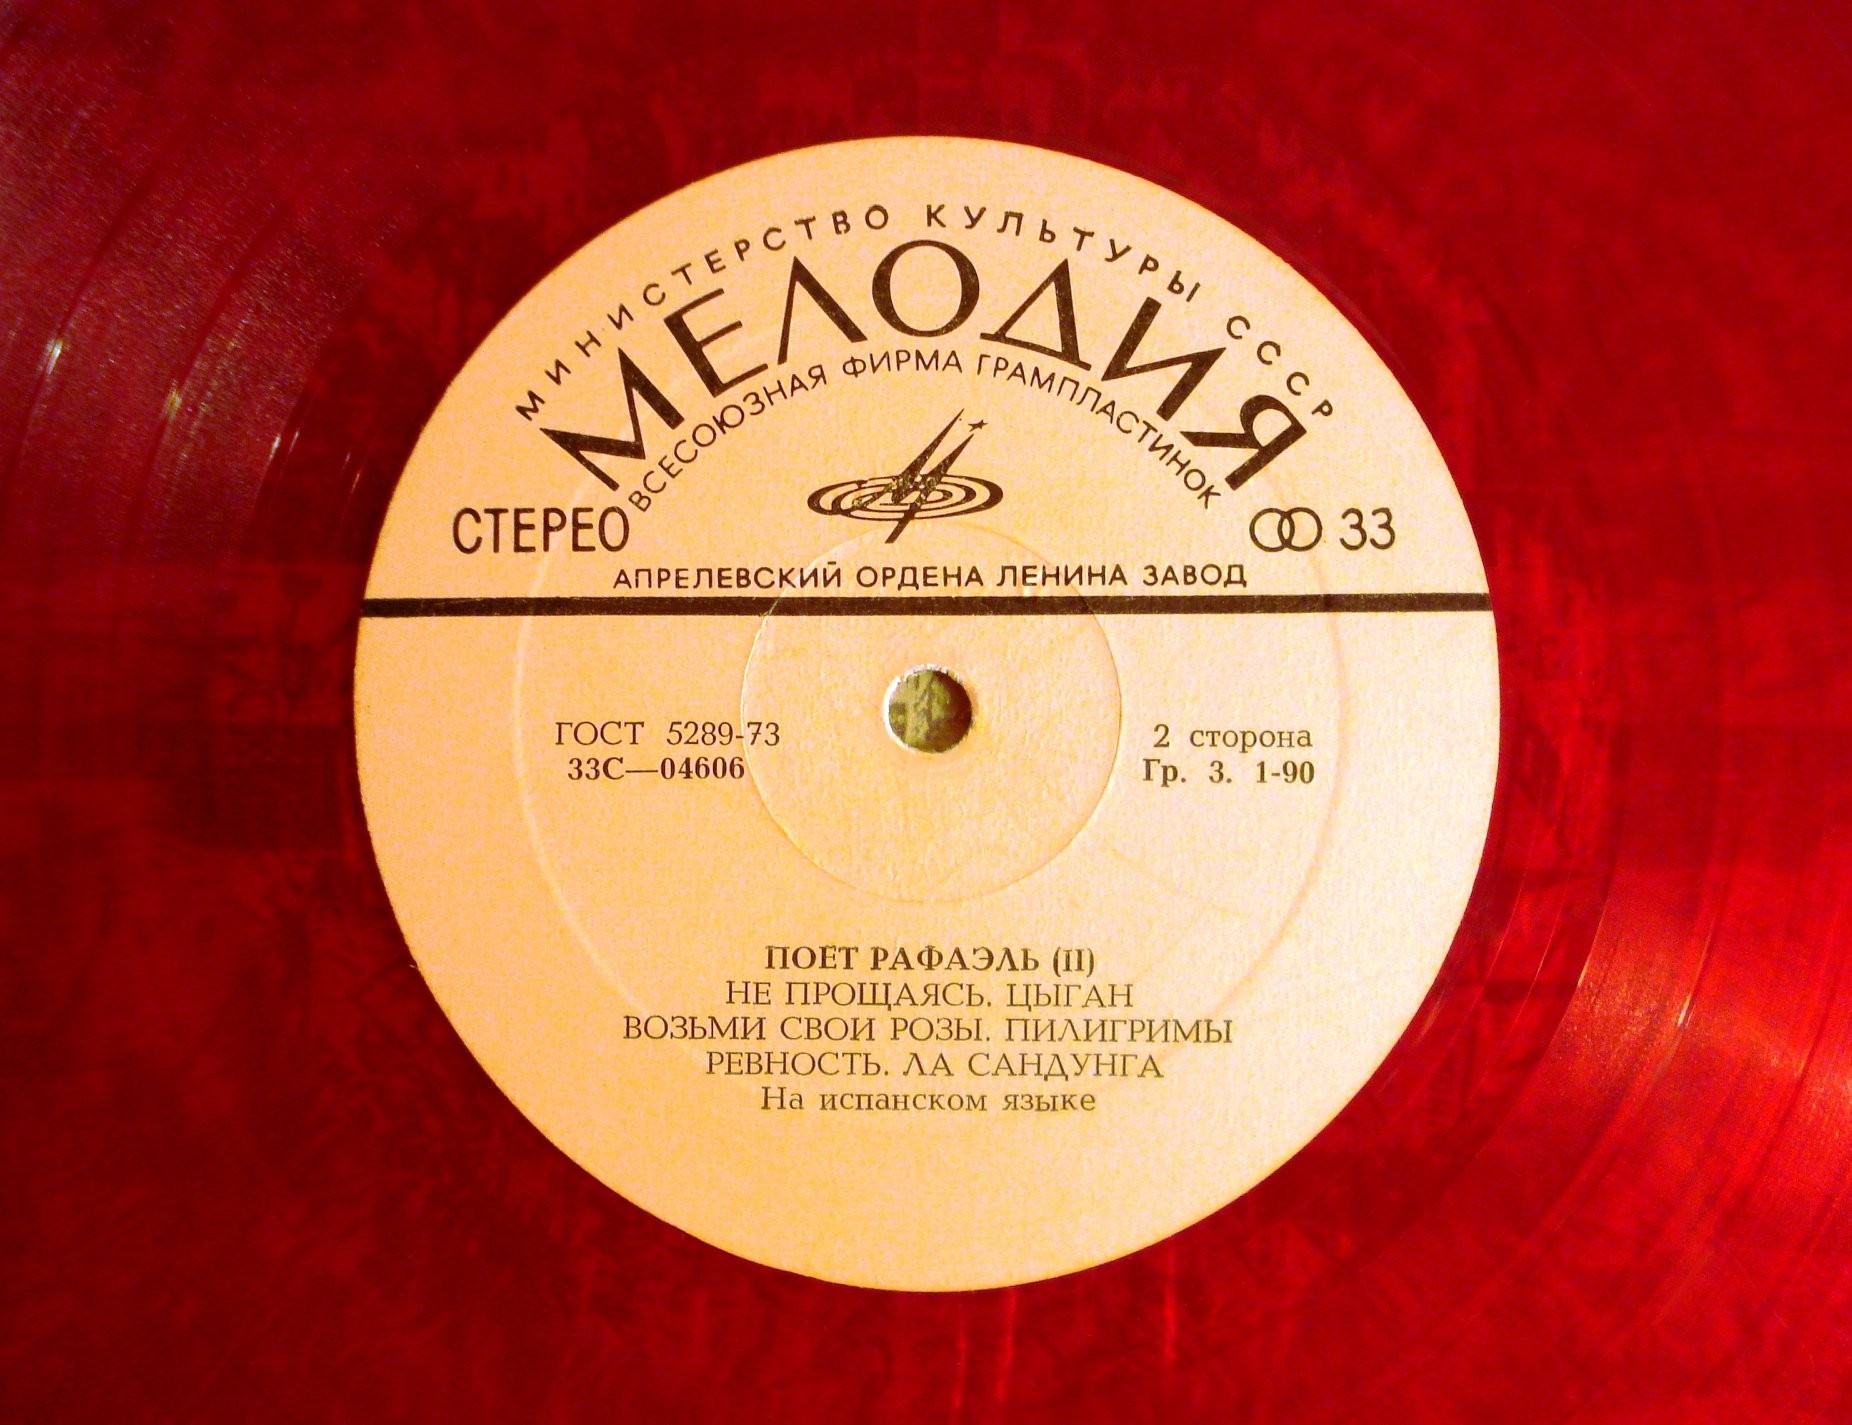 МИНИСТЕРСТВО КУЛЬТУРЫ СССР
МЕЛОДИЯ
ВСЕСОЮЗНАЯ ФИРМА ГРАМПЛАСТИНОК
СТЕРЕО 33
АПРЕЛЕВСКИЙ ОРДЕНА ЛЕНИНА ЗАВОД
ГОСТ 5289-73
33С—04606
2 сторона
Гр. 3. 1-90
ПОЁТ РАФАЭЛЬ (II)
НЕ ПРОЩАЯСЬ. ЦЫГАН
ВОЗЬМИ СВОИ РОЗЫ. ПИЛИГРИМЫ
РЕВНОСТЬ. ЛА САНДУНГА
На испанском языке